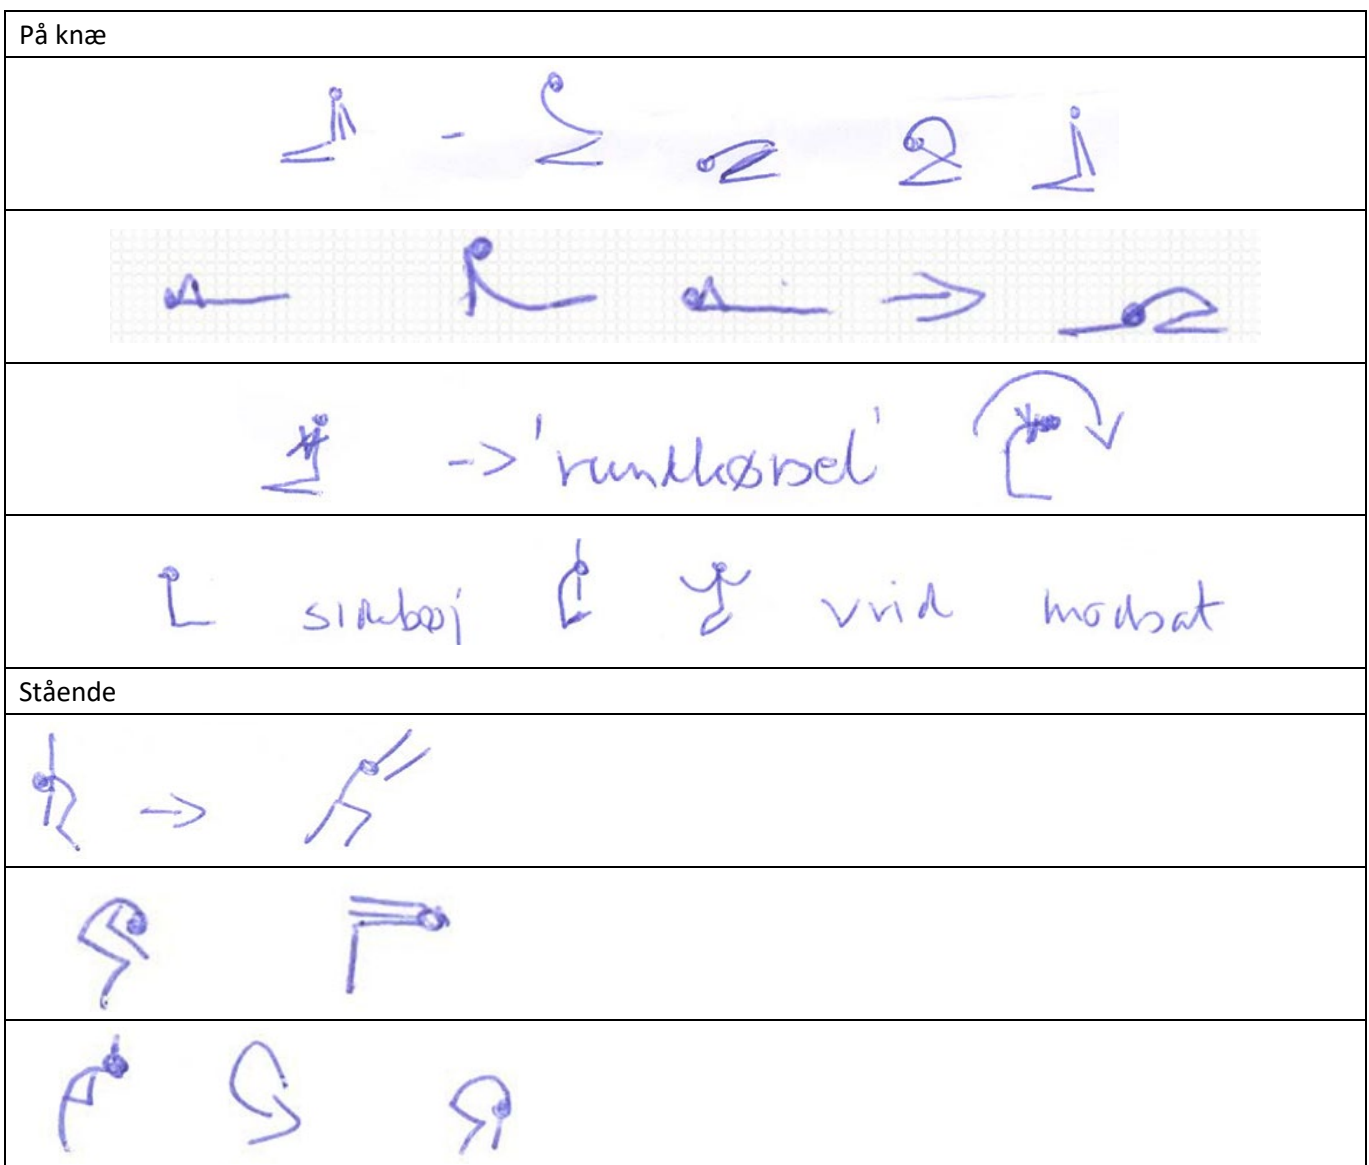 På knæ
-> 'rundkørsel'
sidebøj vrid modsat
Stående